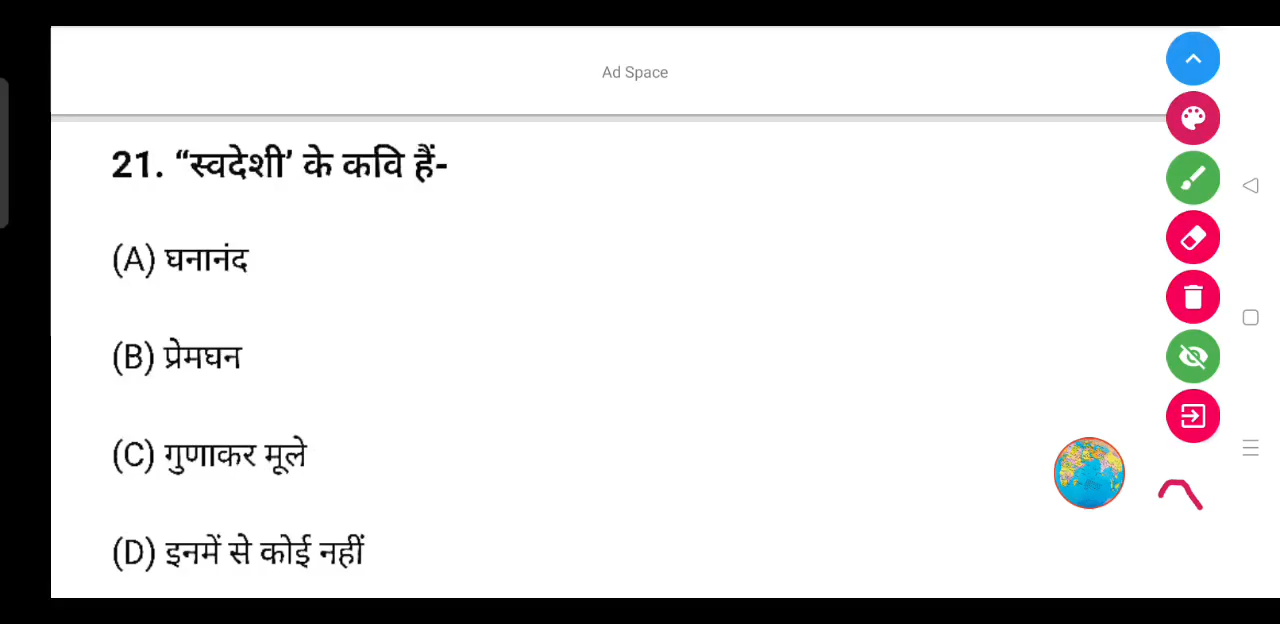 Ad Space
21. “स्वदेशी’ के कवि हैं-
(A) घनानंद
(B) प्रेमघन
(C) गुणाकर मूले
(D) इनमें से कोई नहीं